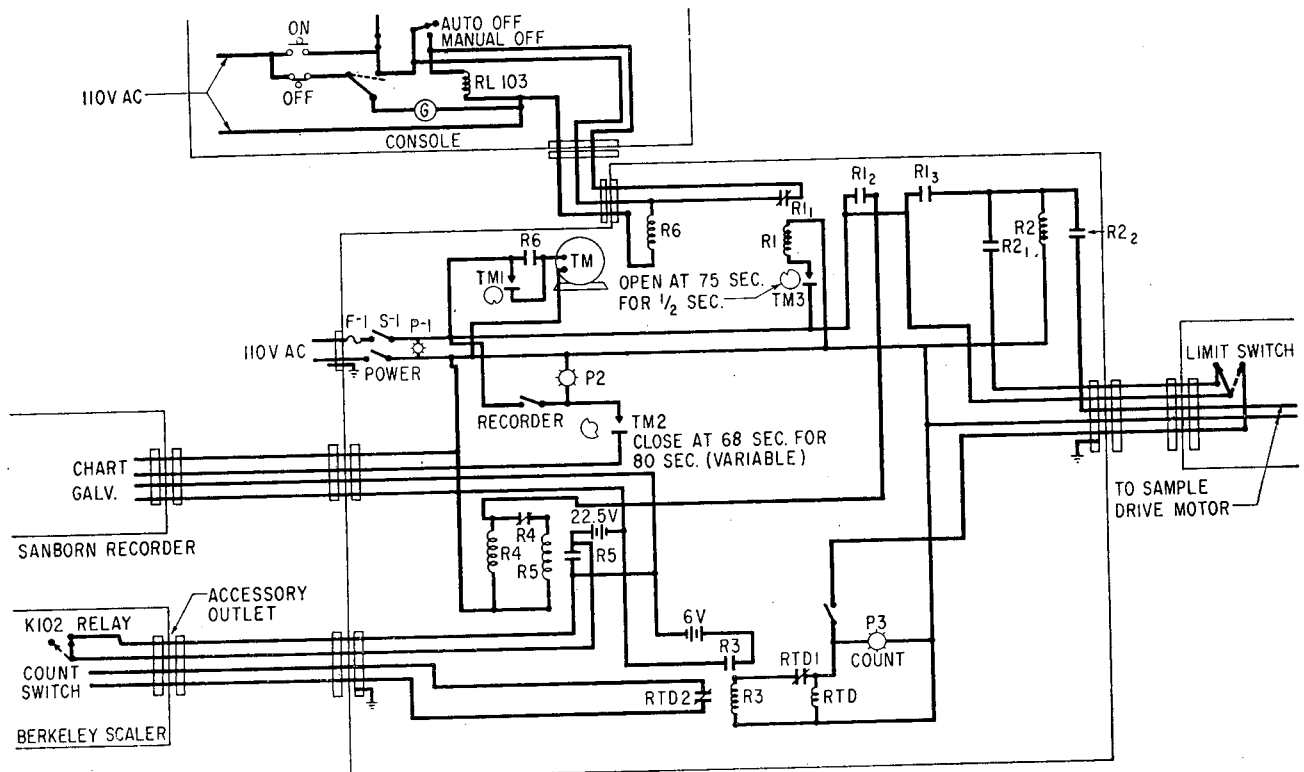 ON
AUTO OFF
MANUAL OFF
RL 103
110V AC
OFF
G
CONSOLE
R1₂
R1₃
R1₁
R6
R1
R2
R2₁
R2₂
R6
TM
TM1
OPEN AT 75 SEC.
FOR 1/2 SEC.
TM3
F-1
S-1
P-1
110V AC
POWER
P2
LIMIT SWITCH
RECORDER
TM2
CLOSE AT 68 SEC. FOR
80 SEC. (VARIABLE)
CHART
GALV.
TO SAMPLE
DRIVE MOTOR
SANBORN RECORDER
22.5V
R4
R4
R5
R5
ACCESSORY
OUTLET
K102 RELAY
6V
P3
COUNT
R3
RTD1
COUNT
SWITCH
RTD2
R3
RTD
BERKELEY SCALER